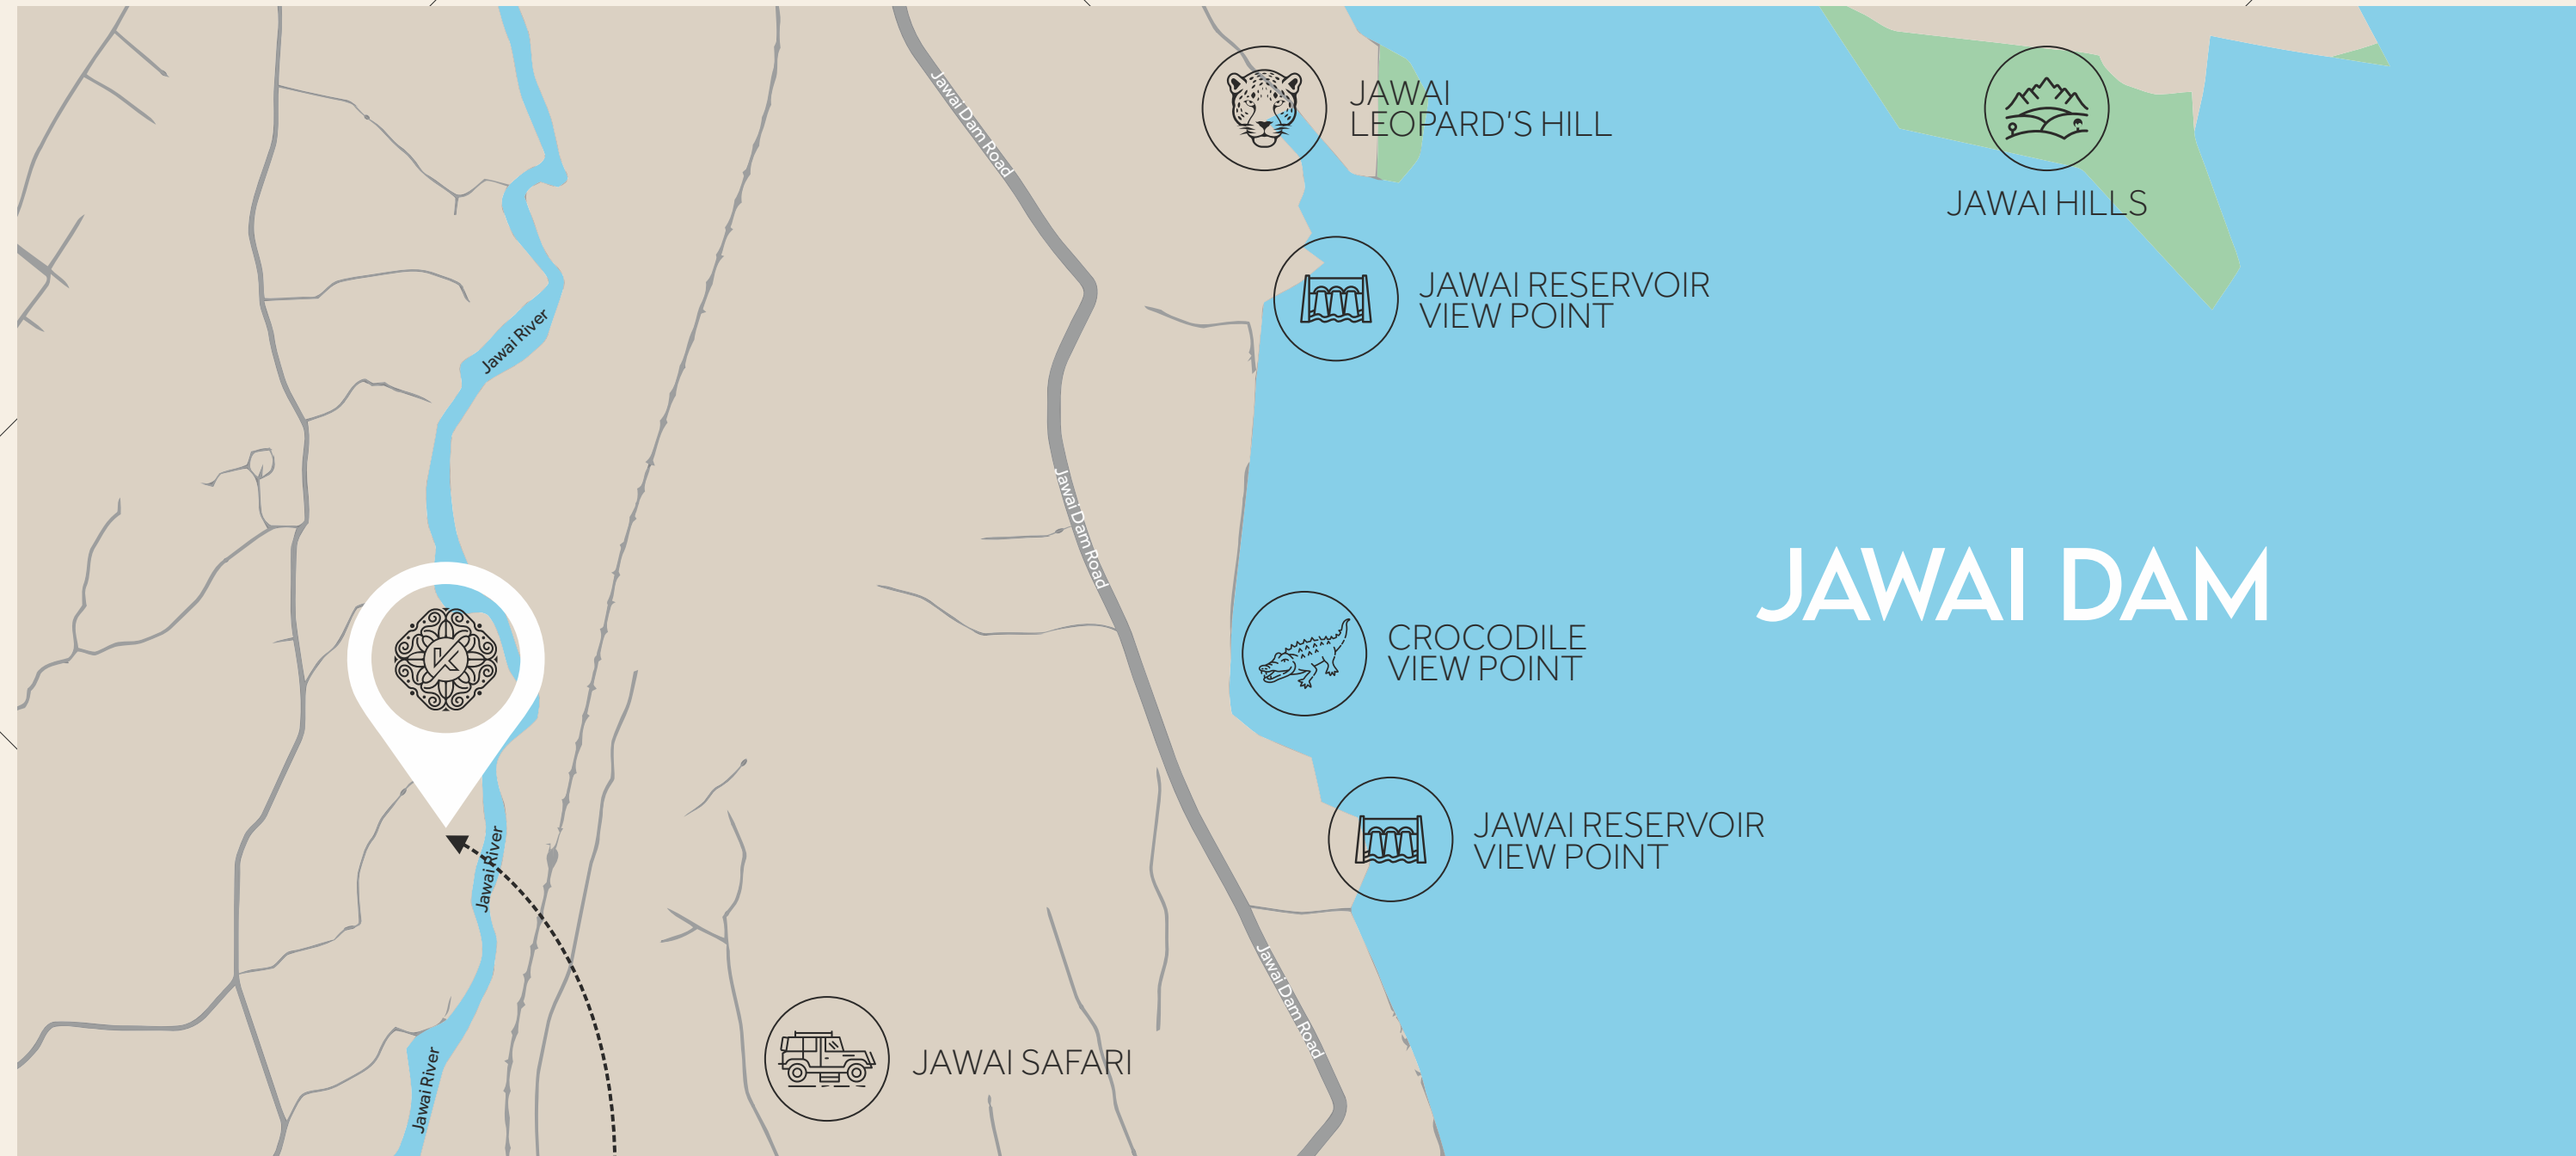 Jawai Dam Road
JAWAI
LEOPARD'S HILL
JAWAI HILLS
JAWAI RESERVOIR
VIEW POINT
Jawai River
Jawai Dam Road
JAWAI DAM
CROCODILE
VIEW POINT
K
JAWAI RESERVOIR
VIEW POINT
Jawai River
Jawai Dam Road
JAWAI SAFARI
Jawai River